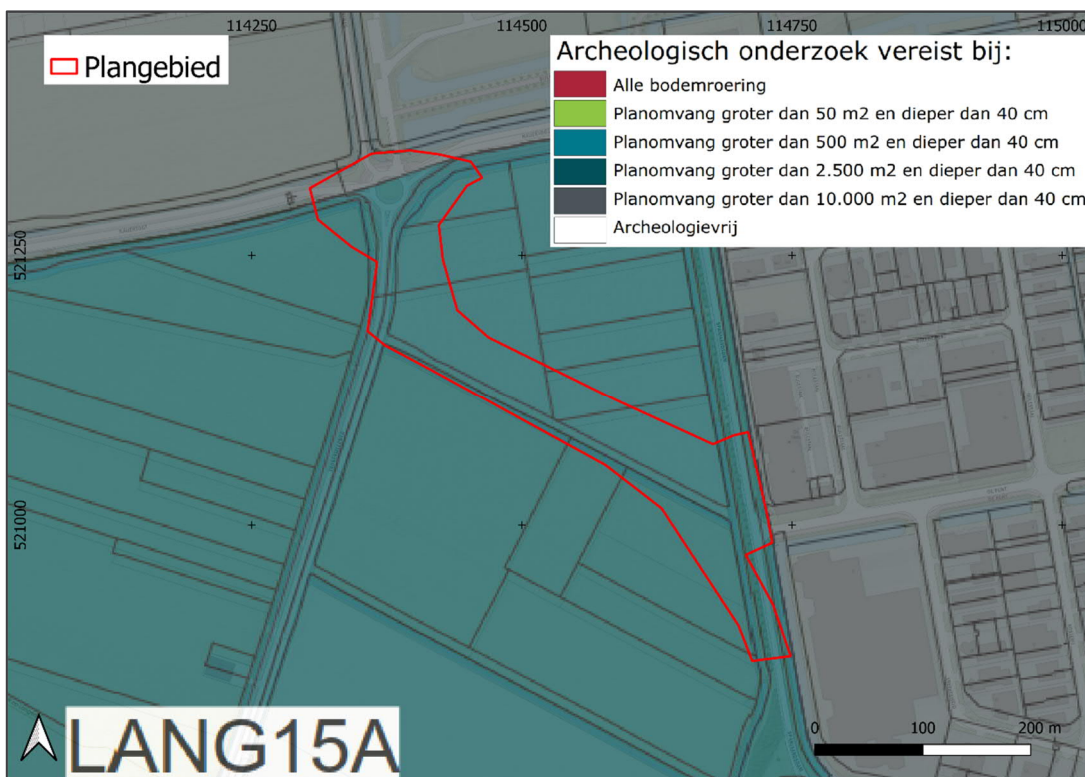 114250
114500
114750
115000
Plangebied
Archeologisch onderzoek vereist bij:
Alle bodemroering
Planomvang groter dan 50 m2 en dieper dan 40 cm
Planomvang groter dan 500 m2 en dieper dan 40 cm
Planomvang groter dan 2.500 m2 en dieper dan 40 cm
Planomvang groter dan 10.000 m2 en dieper dan 40 cm
Archeologievrij
521250
521000
LANG15A
0 100 200 m